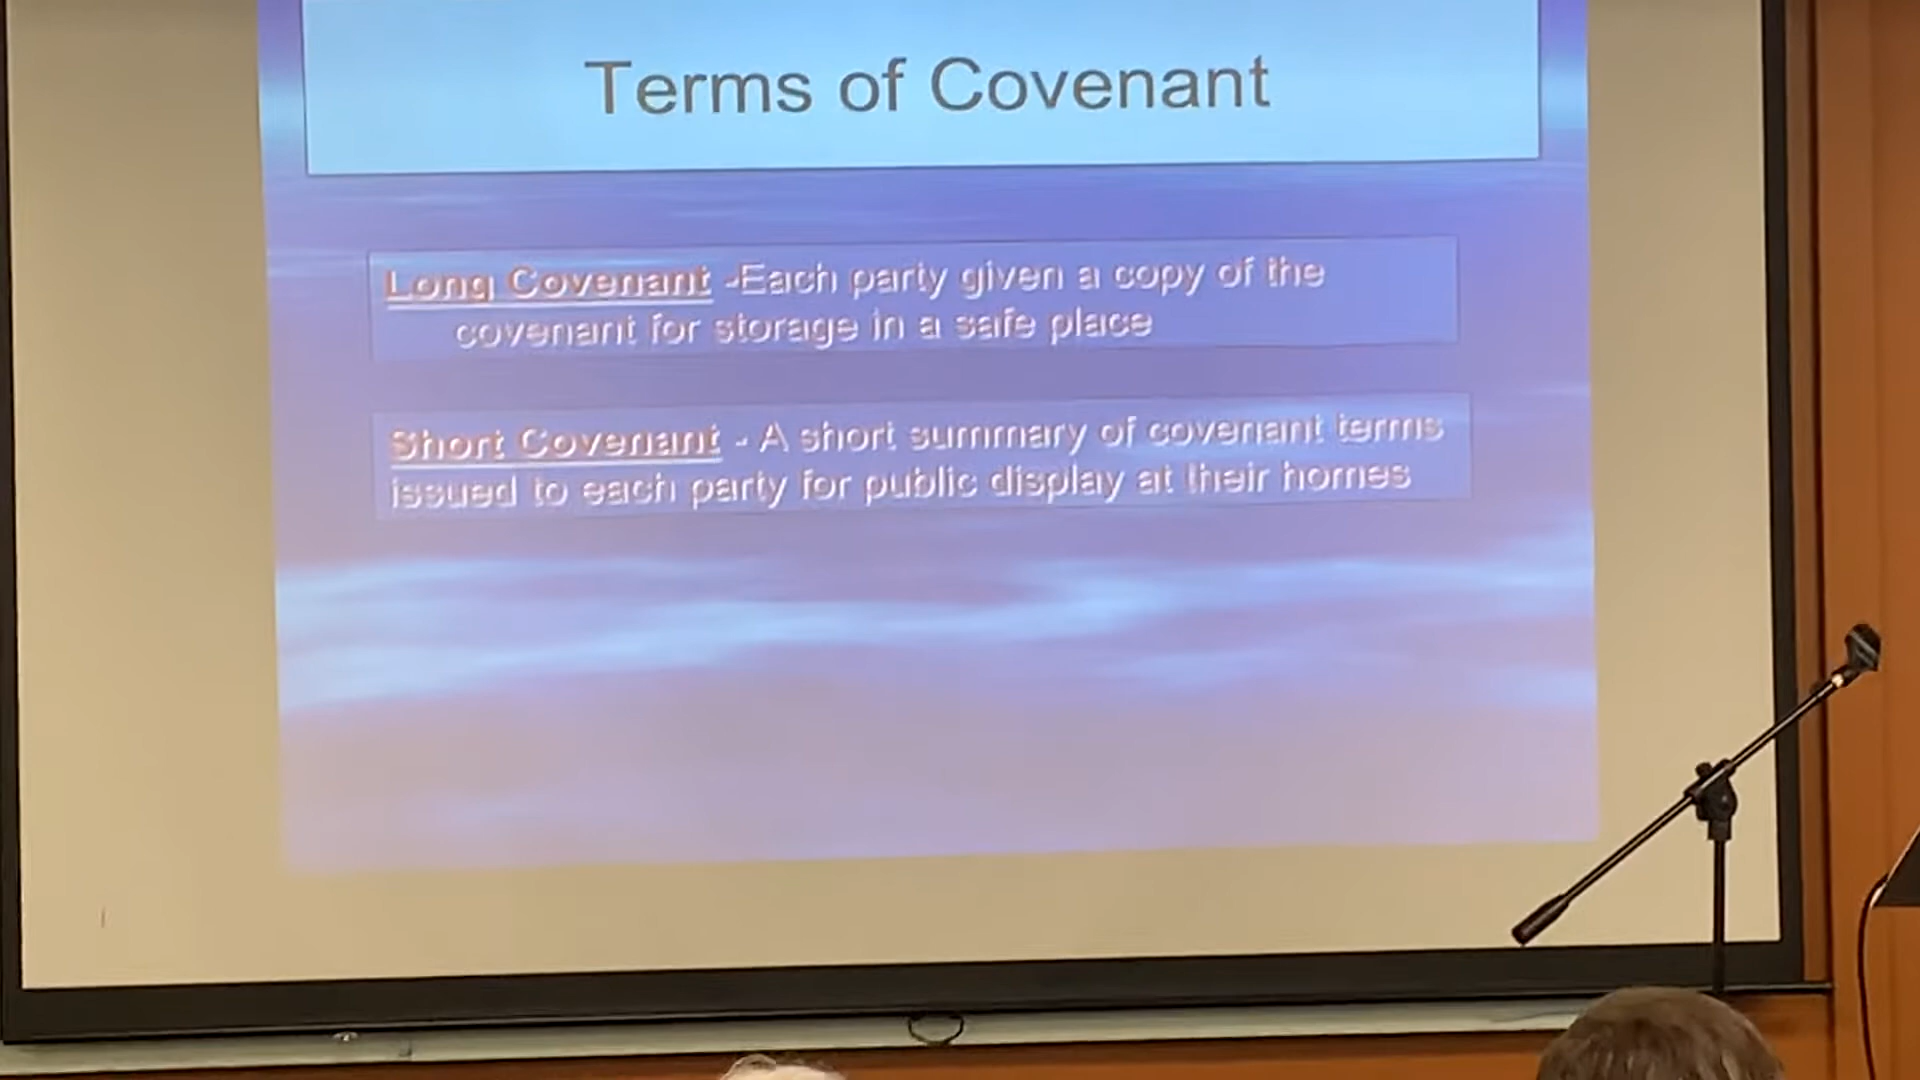 Terms of Covenant
Long Covenant -Each party given a copy of the
covenant for storage in a safe place
Short Covenant - A short summary of covenant terms
issued to each party for public display at their homes